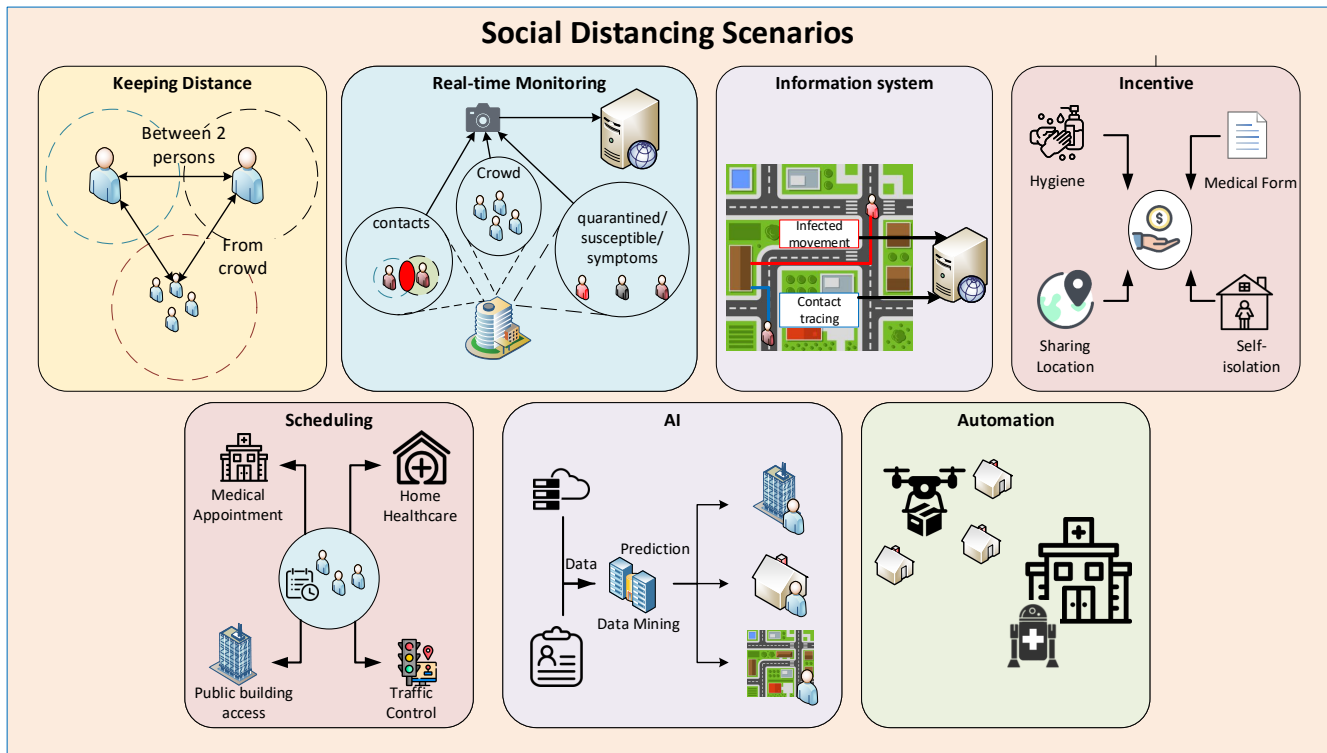 Social Distancing Scenarios
Keeping Distance
Between 2
persons
From
crowd
Real-time Monitoring
Crowd
contacts
quarantined/
susceptible/
symptoms
Information system
Infected
movement
Contact
tracing
Incentive
Hygiene
Medical Form
$
Sharing
Location
Self-
isolation
Scheduling
Medical
Appointment
Home
Healthcare
Public building
access
Traffic
Control
AI
Data
Prediction
Data Mining
Automation